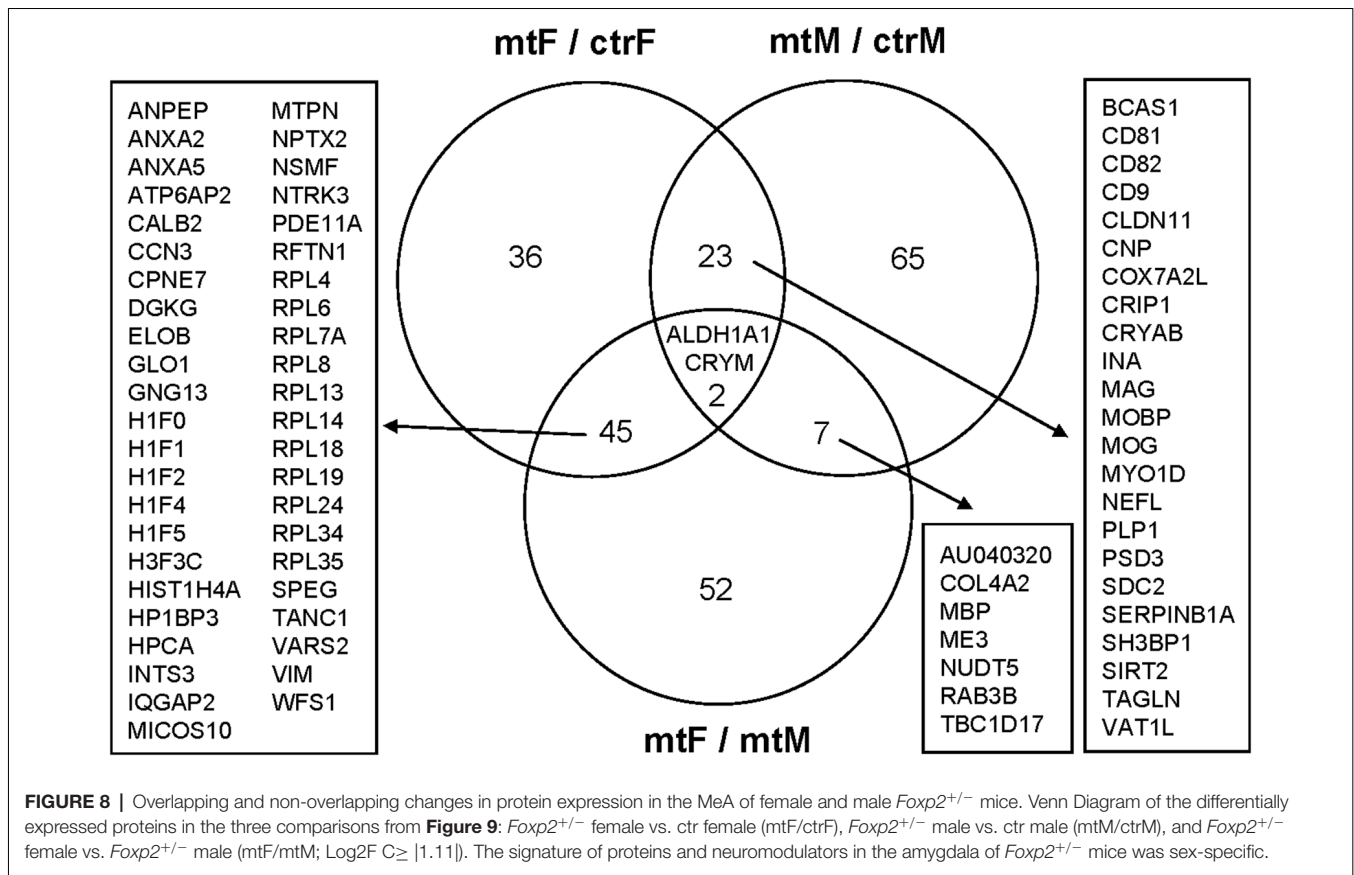 mtF / ctrF
mtM / ctrM
ANPEP
ANXA2
ANXA5
ATP6AP2
CALB2
CCN3
CPNE7
DGKG
ELOB
GLO1
GNG13
H1F0
H1F1
H1F2
H1F4
H1F5
H3F3C
HIST1H4A
HP1BP3
HPCA
INTS3
IQGAP2
MICOS10
MTPN
NPTX2
NSMF
NTRK3
PDE11A
RFTN1
RPL4
RPL6
RPL7A
RPL8
RPL13
RPL14
RPL18
RPL19
RPL24
RPL34
RPL35
SPEG
TANC1
VARS2
VIM
WFS1
36
23
65
ALDH1A1
CRYM
2
45
7
52
mtF / mtM
AU040320
COL4A2
MBP
ME3
NUDT5
RAB3B
TBC1D17
BCAS1
CD81
CD82
CD9
CLDN11
CNP
COX7A2L
CRIP1
CRYAB
INA
MAG
MOBP
MOG
MYO1D
NEFL
PLP1
PSD3
SDC2
SERPINB1A
SH3BP1
SIRT2
TAGLN
VAT1L
FIGURE 8 | Overlapping and non-overlapping changes in protein expression in the MeA of female and male Foxp2+/− mice. Venn Diagram of the differentially
expressed proteins in the three comparisons from Figure 9: Foxp2+/− female vs. ctr female (mtF/ctrF), Foxp2+/− male vs. ctr male (mtM/ctrM), and Foxp2+/−
female vs. Foxp2+/− male (mtF/mtM; Log2F C≥ |1.11|). The signature of proteins and neuromodulators in the amygdala of Foxp2+/− mice was sex-specific.